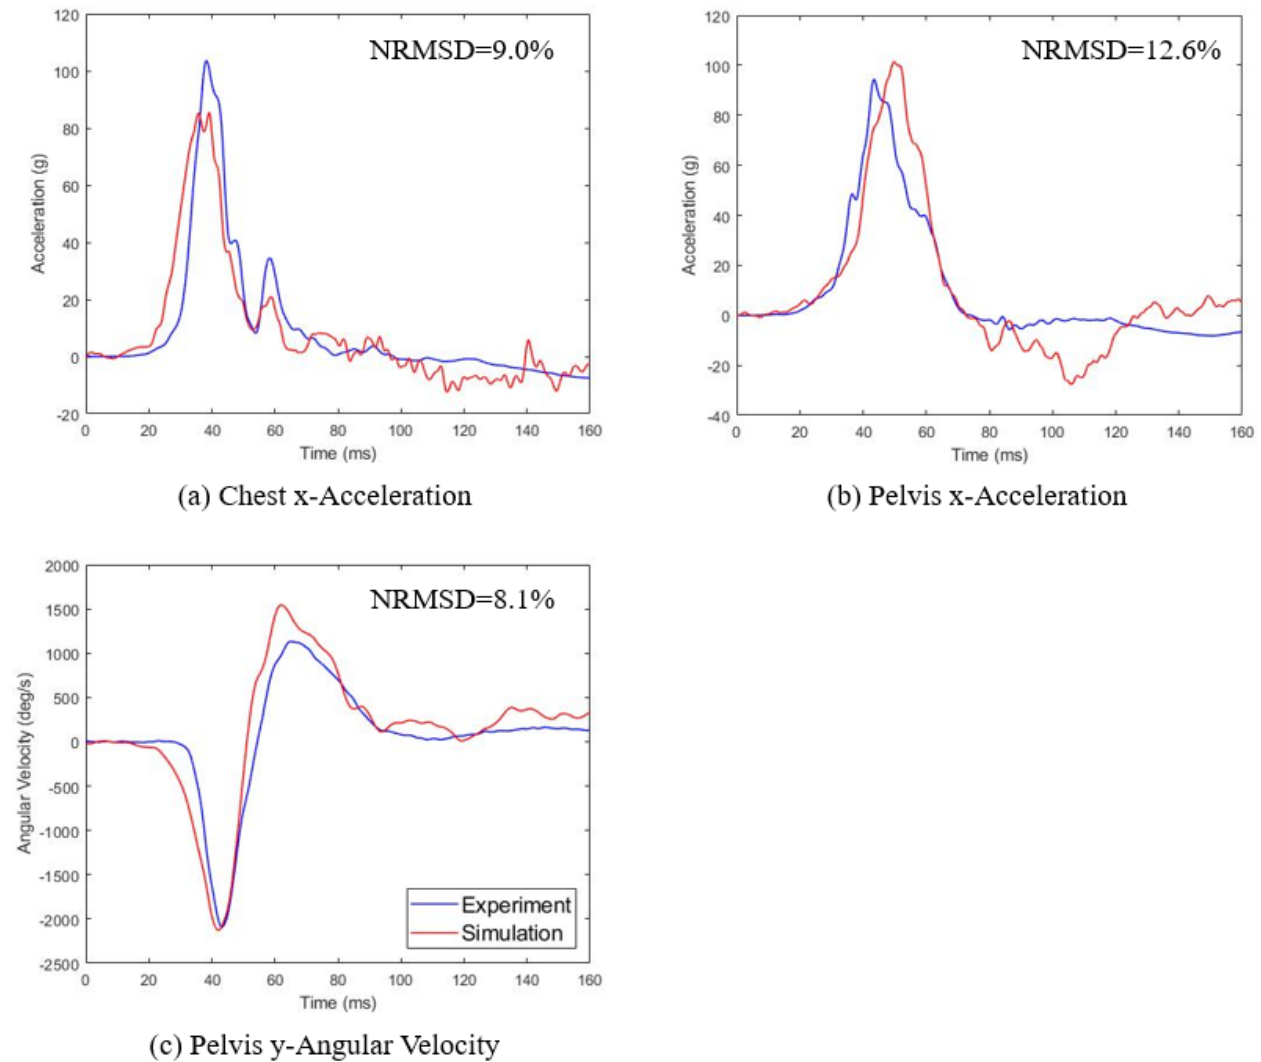 NRMSD=9.0%
120
100
80
60
40
20
0
-20
Acceleration (g)
0 20 40 60 80 100 120 140 160
Time (ms)
(a) Chest x-Acceleration
NRMSD=12.6%
120
100
80
60
40
20
0
-20
-40
Acceleration (g)
0 20 40 60 80 100 120 140 160
Time (ms)
(b) Pelvis x-Acceleration
NRMSD=8.1%
2000
1500
1000
500
0
-500
-1000
-1500
-2000
-2500
Angular Velocity (deg/s)
Experiment
Simulation
0 20 40 60 80 100 120 140 160
Time (ms)
(c) Pelvis y-Angular Velocity